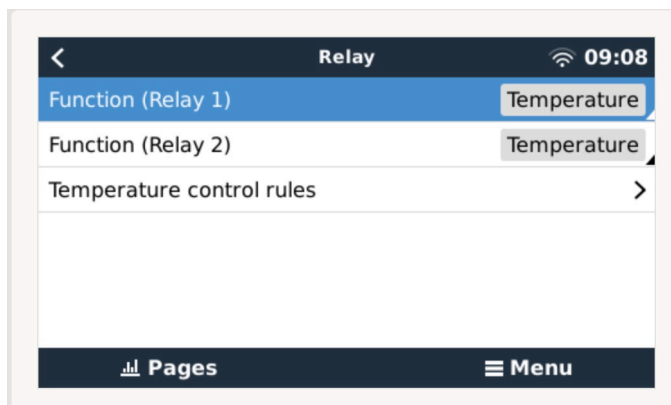 Relay 09:08
Function (Relay 1) Temperature
Function (Relay 2) Temperature
Temperature control rules
Pages Menu